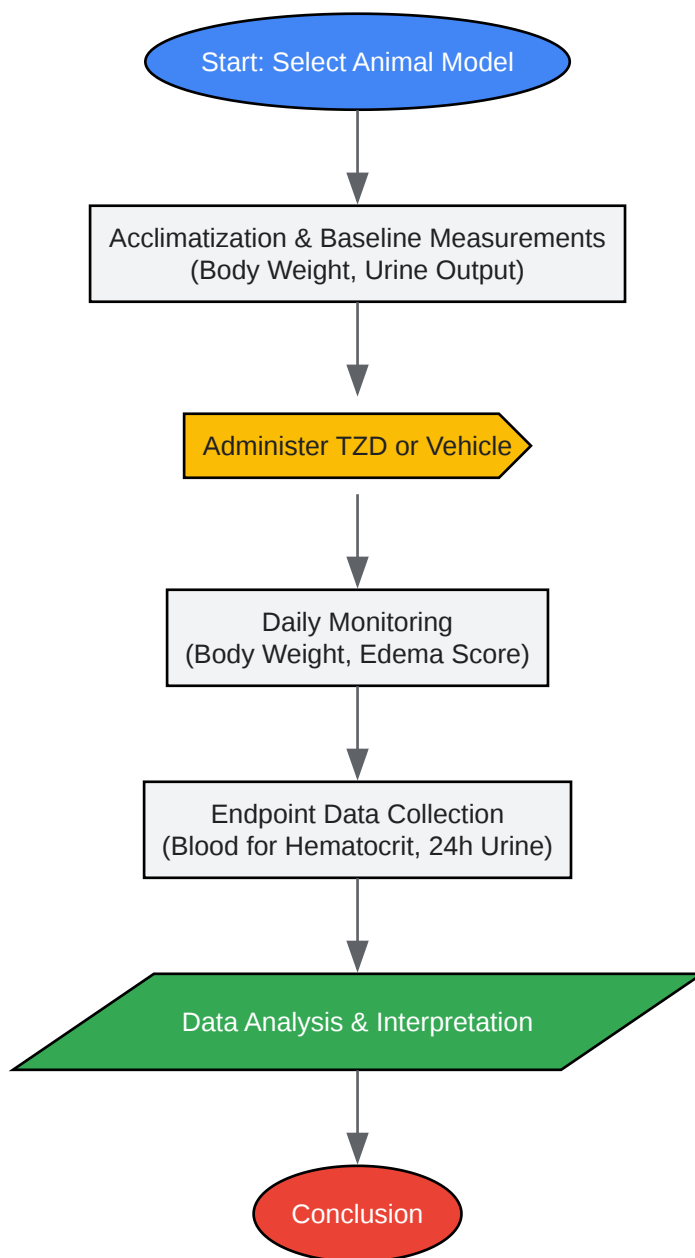 Start: Select Animal Model
Acclimatization & Baseline Measurements
(Body Weight, Urine Output)
Administer TZD or Vehicle
Daily Monitoring
(Body Weight, Edema Score)
Endpoint Data Collection
(Blood for Hematocrit, 24h Urine)
Data Analysis & Interpretation
Conclusion